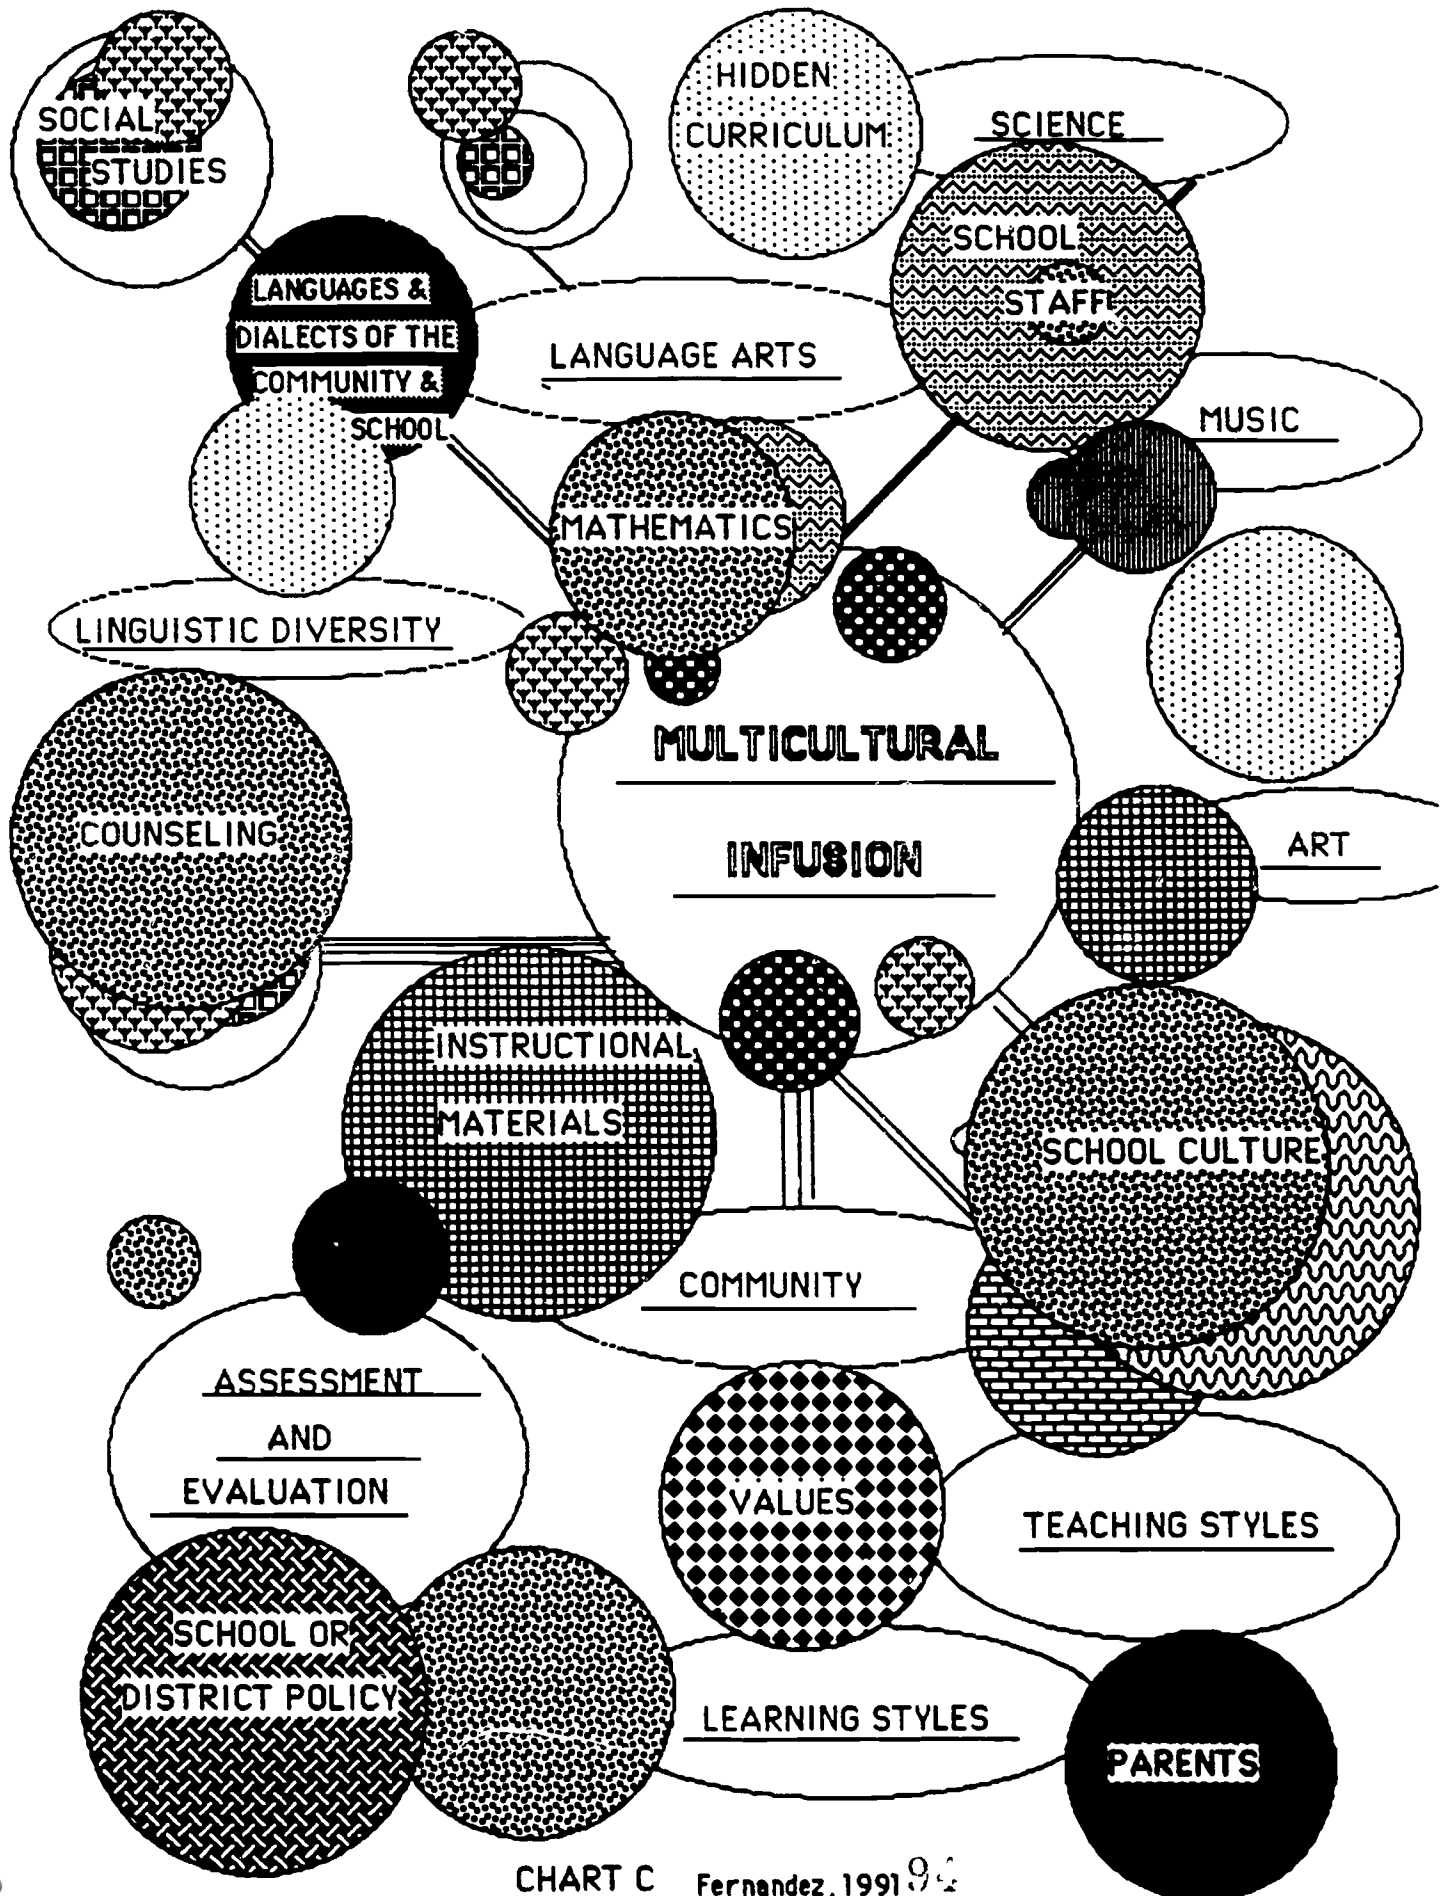 HIDDEN
CURRICULUM
SOCIAL
STUDIES
SCIENCE
SCHOOL
STAFF
LANGUAGES &
DIALECTS OF THE
COMMUNITY &
SCHOOL
LANGUAGE ARTS
MUSIC
MATHEMATICS
LINGUISTIC DIVERSITY
MULTICULTURAL
INFUSION
COUNSELING
ART
INSTRUCTIONAL
MATERIALS
SCHOOL CULTURE
COMMUNITY
ASSESSMENT
AND
EVALUATION
VALUES
TEACHING STYLES
SCHOOL OR
DISTRICT POLICY
LEARNING STYLES
PARENTS
CHART C Fernandez, 1991